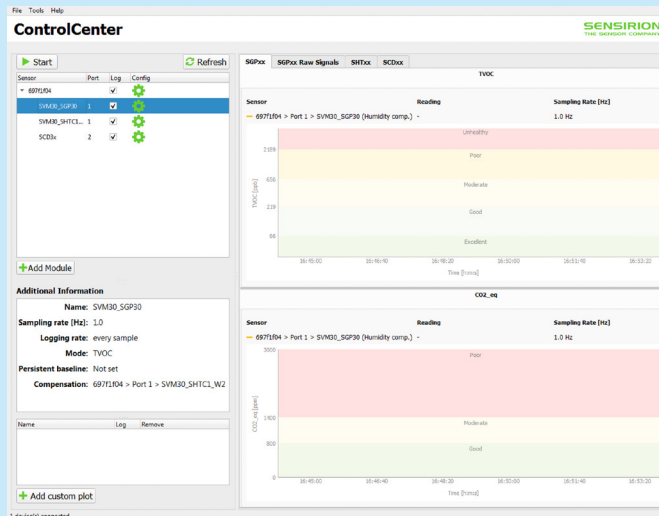 File Tools Help
ControlCenter
SENSIRION
THE SENSOR COMPANY
Start
Refresh
Sensor Port Log Config
697f1f04
SVM30_SGP30 1
SVM30_SHTC1... 1
SCD3x 2
Add Module
Additional Information
Name: SVM30_SGP30
Sampling rate [Hz]: 1.0
Logging rate: every sample
Mode: TVOC
Persistent baseline: Not set
Compensation: 697f1f04 > Port 1 > SVM30_SHTC1_W2
Name Log Remove
Add custom plot
1 device(s) connected
SGPxx SGPxx Raw Signals SHTxx SCDxx
TVOC
Sensor Reading Sampling Rate [Hz]
697f1f04 > Port 1 > SVM30_SGP30 (Humidity comp.) - 1.0 Hz
Unhealthy
Poor
Moderate
Good
Excellent
TVOC [ppb]
219
66
16:45:00 16:46:40 16:48:20 16:50:00 16:51:40 16:53:20
Time [h:m:s]
CO2_eq
Sensor Reading Sampling Rate [Hz]
697f1f04 > Port 1 > SVM30_SGP30 (Humidity comp.) - 1.0 Hz
Poor
Moderate
Good
CO2_eq [ppm]
1400
800
0
16:45:00 16:46:40 16:48:20 16:50:00 16:51:40 16:53:20
Time [h:m:s]